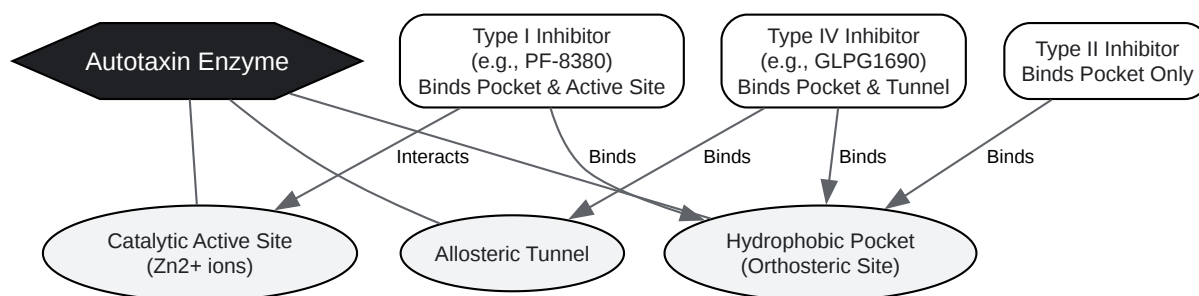 Autotaxin Enzyme
Type I Inhibitor
(e.g., PF-8380)
Binds Pocket & Active Site
Type IV Inhibitor
(e.g., GLPG1690)
Binds Pocket & Tunnel
Type II Inhibitor
Binds Pocket Only
Interacts
Binds
Binds
Binds
Binds
Catalytic Active Site
(Zn2+ ions)
Allosteric Tunnel
Hydrophobic Pocket
(Orthosteric Site)